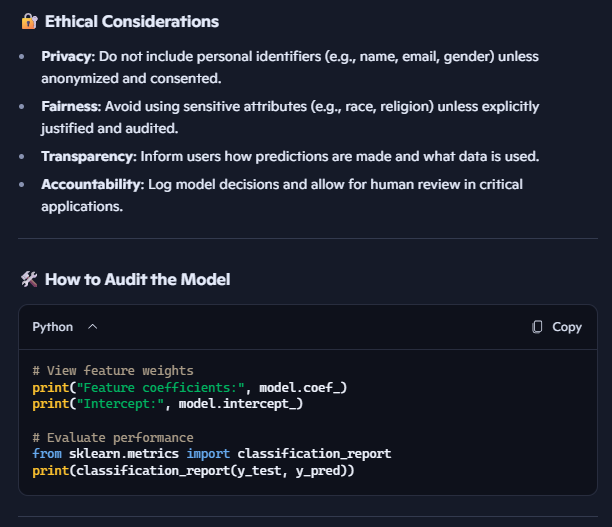 🔐 Ethical Considerations
• Privacy: Do not include personal identifiers (e.g., name, email, gender) unless
anonymized and consented.
• Fairness: Avoid using sensitive attributes (e.g., race, religion) unless explicitly
justified and audited.
• Transparency: Inform users how predictions are made and what data is used.
• Accountability: Log model decisions and allow for human review in critical
applications.
🛠 How to Audit the Model
Python Copy
# View feature weights
print("Feature coefficients:", model.coef_)
print("Intercept:", model.intercept_)
# Evaluate performance
from sklearn.metrics import classification_report
print(classification_report(y_test, y_pred))